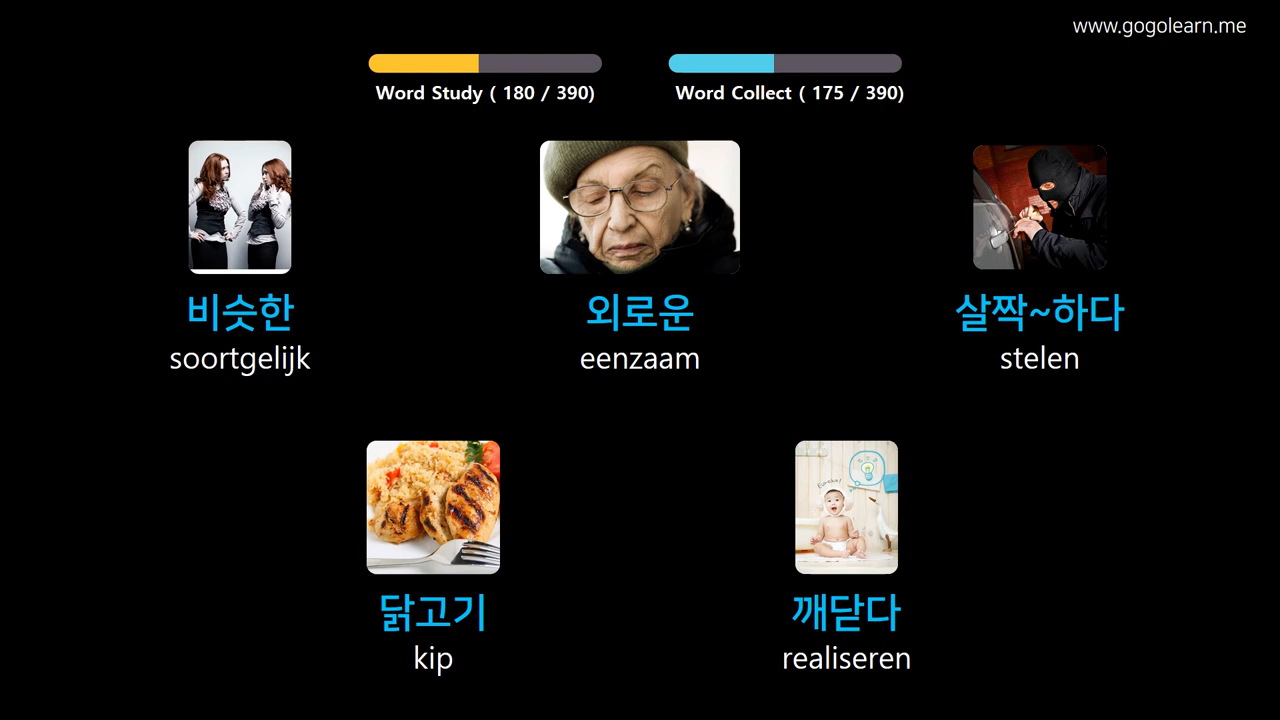 www.gogolearn.me
Word Study ( 180 / 390)
Word Collect ( 175 / 390)
비슷한
soortgelijk
외로운
eenzaam
살짝~하다
stelen
닭고기
kip
Eureka!
깨닫다
realiseren